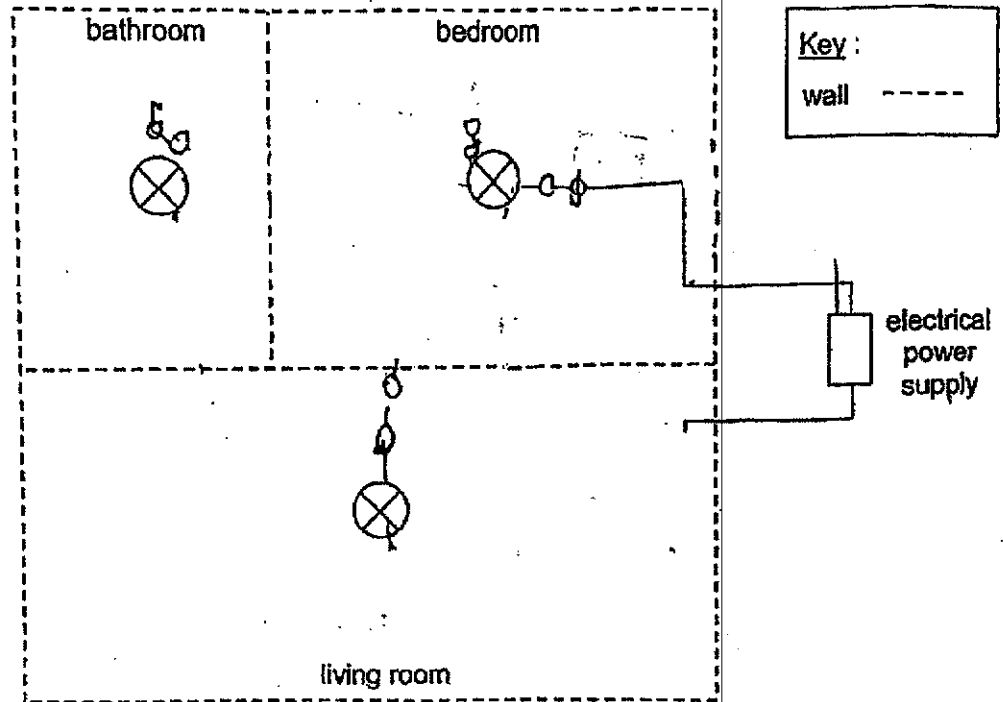 bathroom
bedroom
Key :
wall
electrical
power
supply
living room